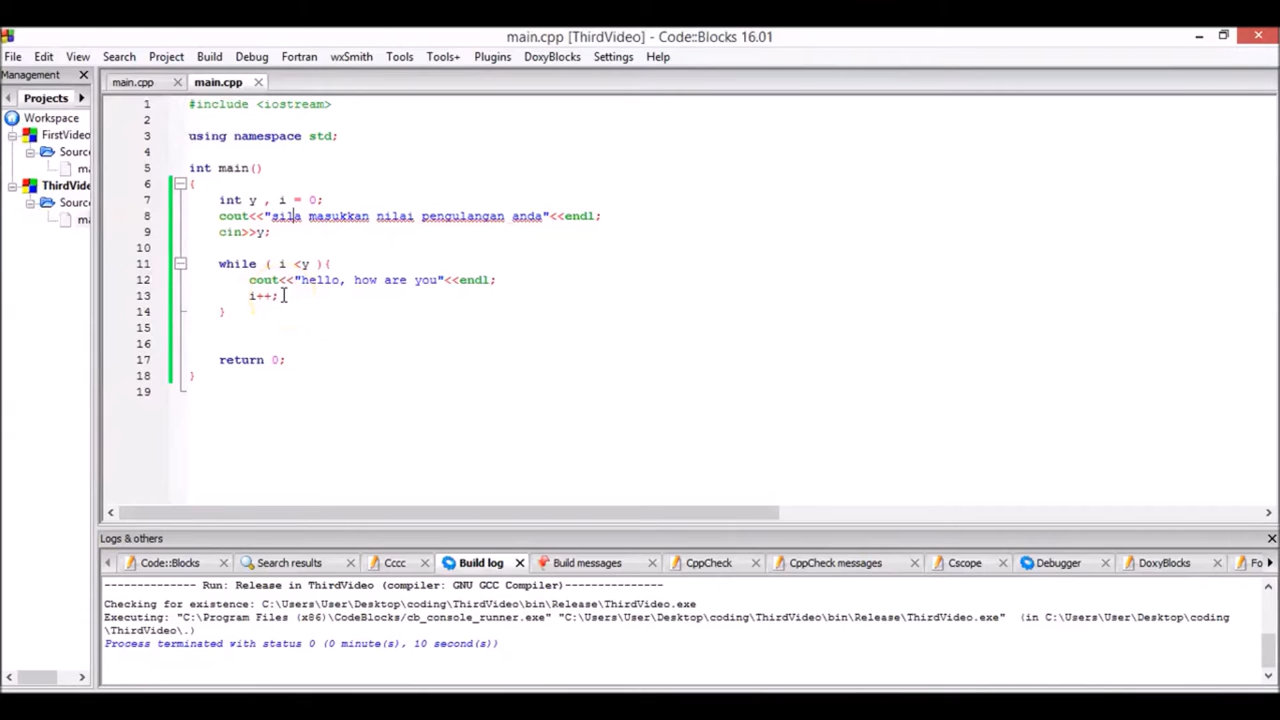 main.cpp [ThirdVideo] - Code::Blocks 16.01
File Edit View Search Project Build Debug Fortran wxSmith Tools Tools+ Plugins DoxyBlocks Settings Help
Management
main.cpp main.cpp
Projects
Workspace
FirstVideo
Sourc
ma
ThirdVide
Sourc
ma
1 #include <iostream>
2
3 using namespace std;
4
5 int main()
6 {
7 int y , i = 0;
8 cout<<"sila masukkan nilai pengulangan anda"<<endl;
9 cin>>y;
10
11 while ( i <y ){
12 cout<<"hello, how are you"<<endl;
13 i++;
14 }
15
16
17 return 0;
18 }
19
Logs & others
Code::Blocks Search results Cccc Build log Build messages CppCheck CppCheck messages Cscope Debugger DoxyBlocks Fo
-------------- Run: Release in ThirdVideo (compiler: GNU GCC Compiler)---------------
Checking for existence: C:\Users\User\Desktop\coding\ThirdVideo\bin\Release\ThirdVideo.exe
Executing: "C:\Program Files (x86)\CodeBlocks/cb_console_runner.exe" "C:\Users\User\Desktop\coding\ThirdVideo\bin\Release\ThirdVideo.exe"  (in C:\Users\User\Desktop\coding
\ThirdVideo\.)
Process terminated with status 0 (0 minute(s), 10 second(s))